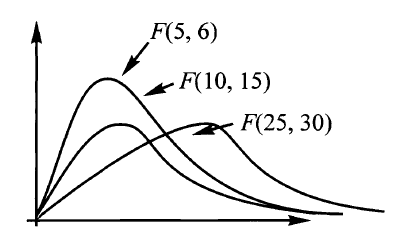 F(5, 6)
F(10, 15)
F(25, 30)